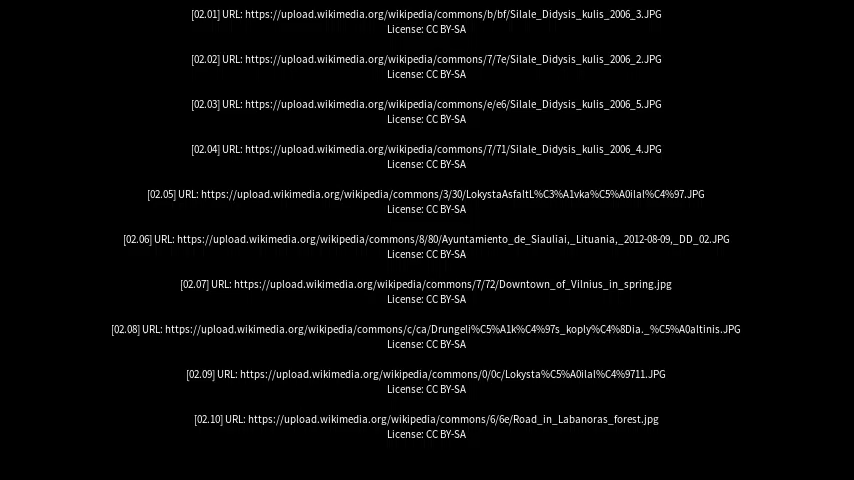 [02.01] URL: https://upload.wikimedia.org/wikipedia/commons/b/bf/Silale_Didysis_kulis_2006_3.JPG
License: CC BY-SA
[02.02] URL: https://upload.wikimedia.org/wikipedia/commons/7/7e/Silale_Didysis_kulis_2006_2.JPG
License: CC BY-SA
[02.03] URL: https://upload.wikimedia.org/wikipedia/commons/e/e6/Silale_Didysis_kulis_2006_5.JPG
License: CC BY-SA
[02.04] URL: https://upload.wikimedia.org/wikipedia/commons/7/71/Silale_Didysis_kulis_2006_4.JPG
License: CC BY-SA
[02.05] URL: https://upload.wikimedia.org/wikipedia/commons/3/30/LokystaAsfaltL%C3%A1vka%C5%A0ilal%C4%97.JPG
License: CC BY-SA
[02.06] URL: https://upload.wikimedia.org/wikipedia/commons/8/80/Ayuntamiento_de_Siauliai,_Lituania,_2012-08-09,_DD_02.JPG
License: CC BY-SA
[02.07] URL: https://upload.wikimedia.org/wikipedia/commons/7/72/Downtown_of_Vilnius_in_spring.jpg
License: CC BY-SA
[02.08] URL: https://upload.wikimedia.org/wikipedia/commons/c/ca/Drungeli%C5%A1k%C4%97s_koply%C4%8Dia._%C5%A0altinis.JPG
License: CC BY-SA
[02.09] URL: https://upload.wikimedia.org/wikipedia/commons/0/0c/Lokysta%C5%A0ilal%C4%9711.JPG
License: CC BY-SA
[02.10] URL: https://upload.wikimedia.org/wikipedia/commons/6/6e/Road_in_Labanoras_forest.jpg
License: CC BY-SA